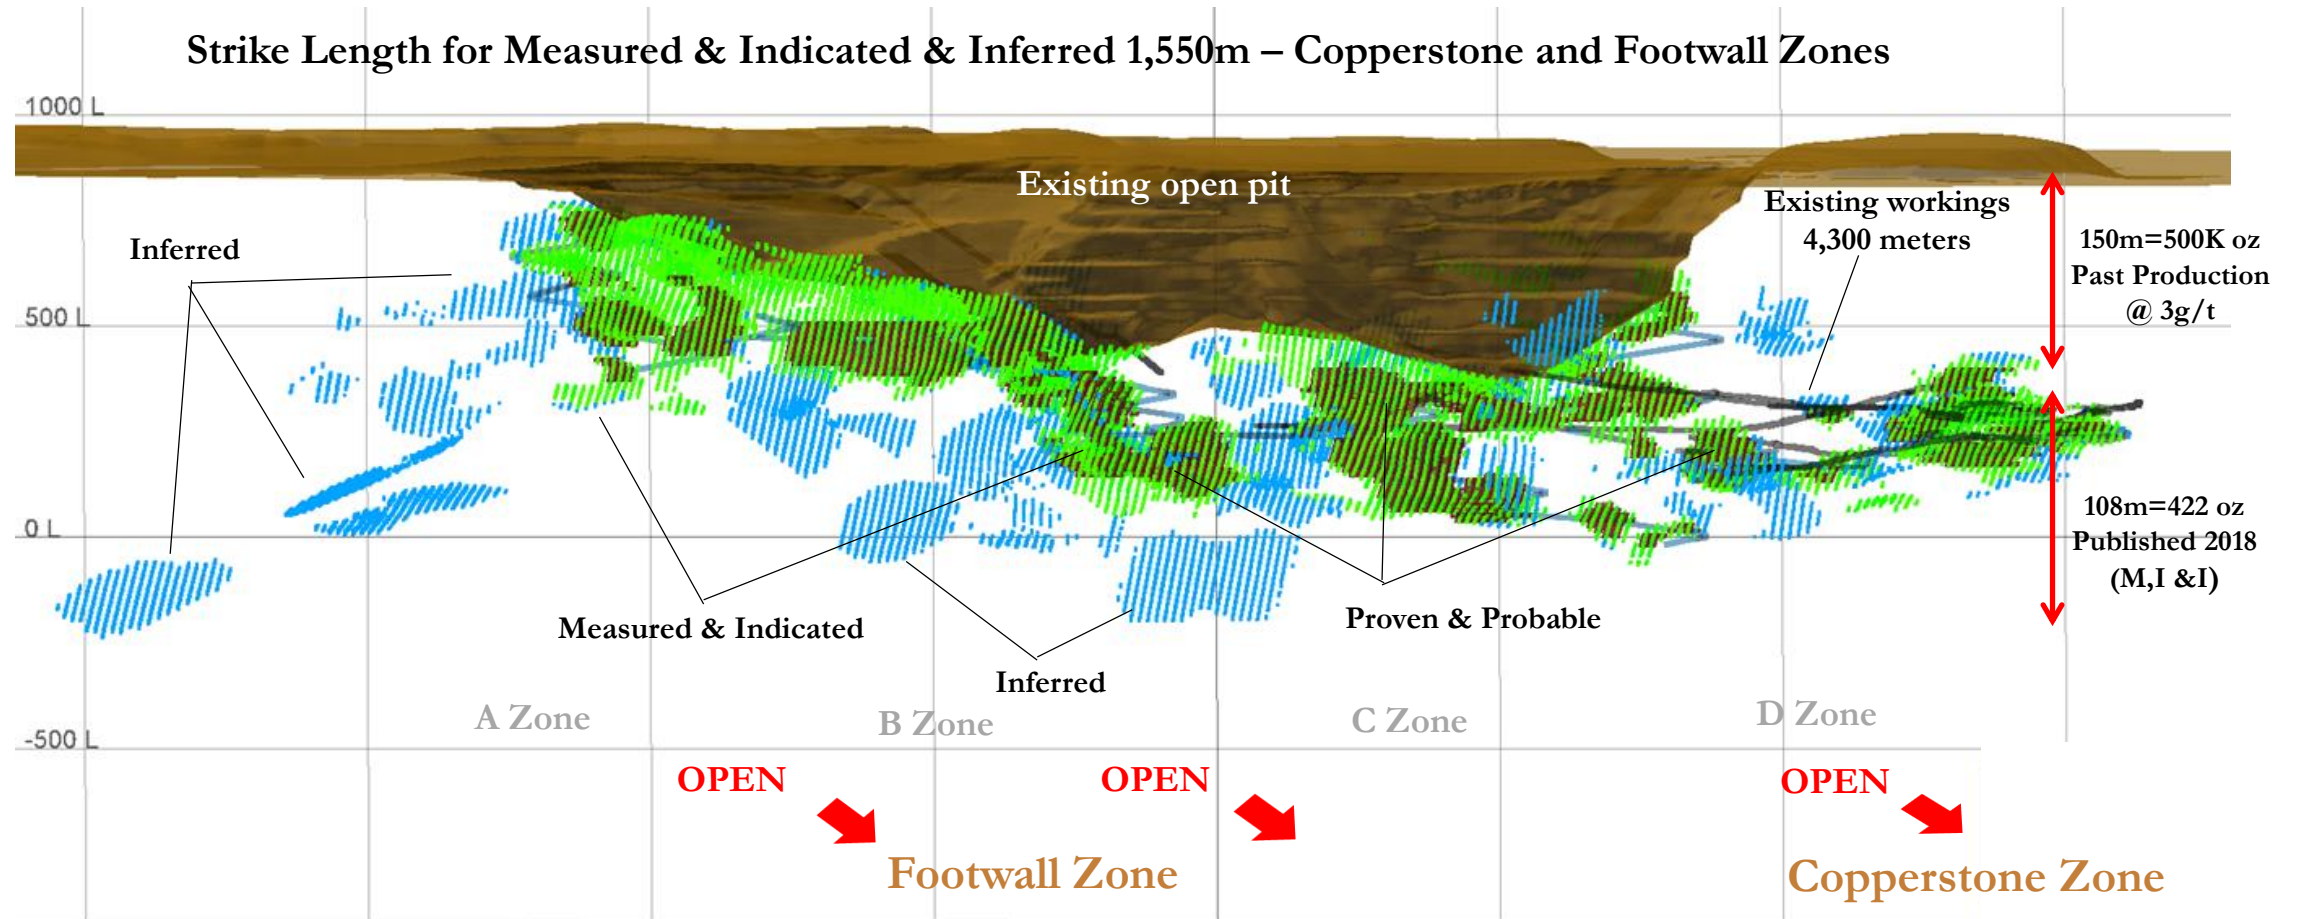 Strike Length for Measured & Indicated & Inferred 1,550m – Copperstone and Footwall Zones
1000 L
Existing open pit
Existing workings
4,300 meters
Inferred
150m=500K oz
Past Production
@ 3g/t
500 L
108m=422 oz
Published 2018
(M,I &I)
0 L
Measured & Indicated
Proven & Probable
Inferred
A Zone
B Zone
C Zone
D Zone
-500 L
OPEN
OPEN
OPEN
Footwall Zone
Copperstone Zone